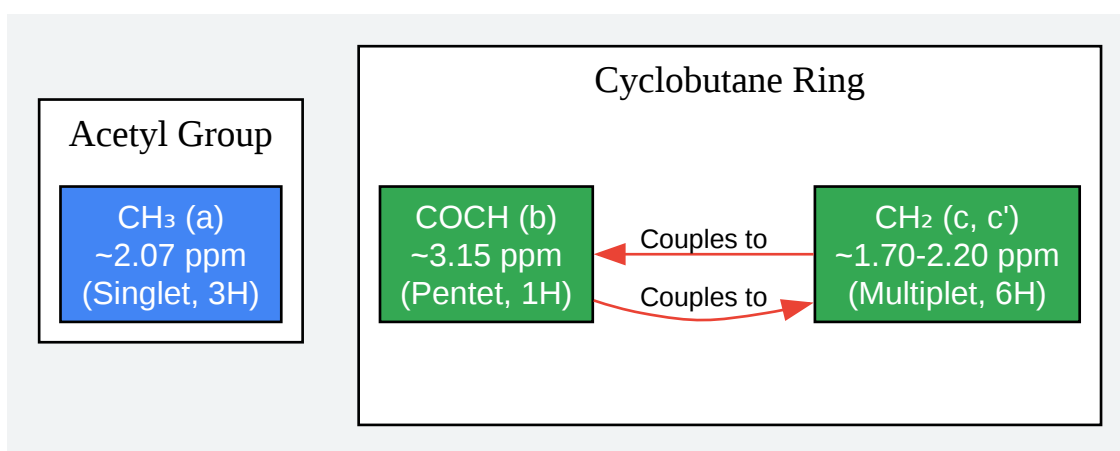 Acetyl Group
CH₃ (a)
~2.07 ppm
(Singlet, 3H)
Cyclobutane Ring
COCH (b)
~3.15 ppm
(Pentet, 1H)
Couples to
Couples to
CH₂ (c, c')
~1.70-2.20 ppm
(Multiplet, 6H)